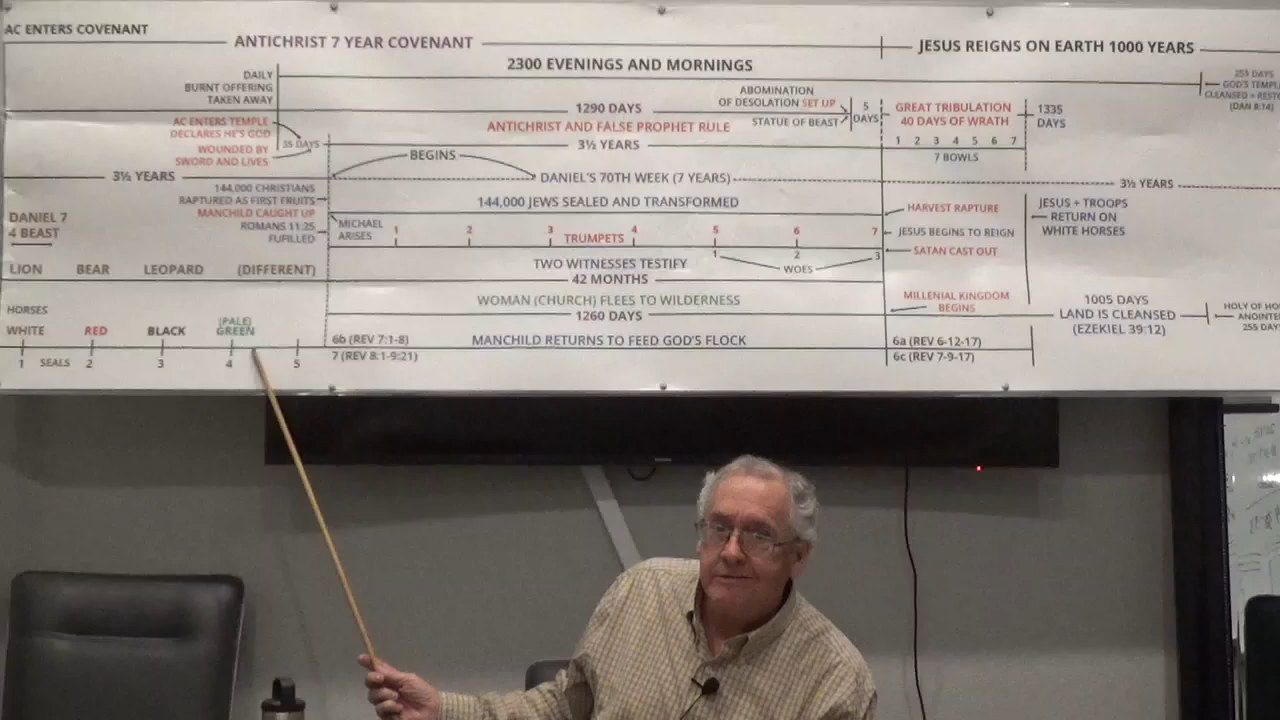 AC ENTERS COVENANT
ANTICHRIST 7 YEAR COVENANT
JESUS REIGNS ON EARTH 1000 YEARS
2300 EVENINGS AND MORNINGS
DAILY
BURNT OFFERING
TAKEN AWAY
255 DAYS
GOD'S TEMPL
CLEANSED + REST
(DAN 8:14)
1290 DAYS
ABOMINATION
OF DESOLATION SET UP
STATUE OF BEAST
5
DAYS
GREAT TRIBULATION
40 DAYS OF WRATH
1 2 3 4 5 6 7
7 BOWLS
1335
DAYS
AC ENTERS TEMPLE
DECLARES HE'S GOD
WOUNDED BY
SWORD AND LIVES
35 DAYS
ANTICHRIST AND FALSE PROPHET RULE
3½ YEARS
BEGINS
3½ YEARS
DANIEL'S 70TH WEEK (7 YEARS)
3½ YEARS
144,000 CHRISTIANS
RAPTURED AS FIRST FRUITS
MANCHILD CAUGHT UP
ROMANS 11:25
FUFILLED
144,000 JEWS SEALED AND TRANSFORMED
HARVEST RAPTURE
JESUS + TROOPS
RETURN ON
WHITE HORSES
DANIEL 7
4 BEAST
MICHAEL
ARISES
1 2 3 4 5 6 7
TRUMPETS
JESUS BEGINS TO REIGN
SATAN CAST OUT
1 2 3
WOES
LION BEAR LEOPARD (DIFFERENT)
TWO WITNESSES TESTIFY
42 MONTHS
WOMAN (CHURCH) FLEES TO WILDERNESS
1260 DAYS
MILLENIAL KINGDOM
BEGINS
1005 DAYS
LAND IS CLEANSED
(EZEKIEL 39:12)
HOLY OF HO
ANOINTE
255 DAY
HORSES
WHITE RED BLACK (PALE)
GREEN
6b (REV 7:1-8)
MANCHILD RETURNS TO FEED GOD'S FLOCK
6a (REV 6-12-17)
1 SEALS 2 3 4 5
7 (REV 8:1-9:21)
6c (REV 7-9-17)